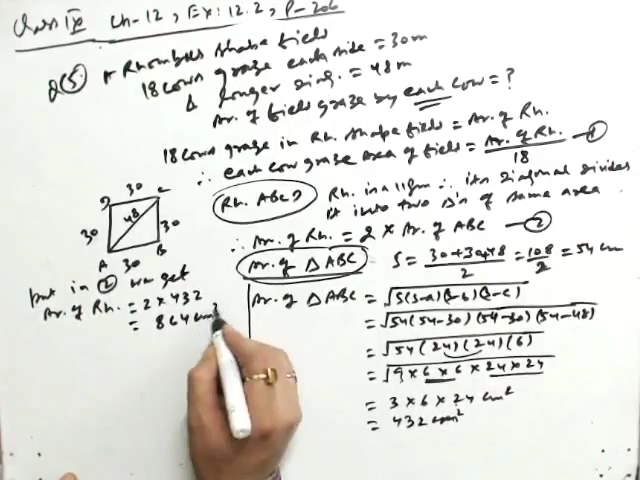 Class IX Ch-12, Ex: 12.2, P-206
Q(5) A Rhombus shape field
18 cows graze each side = 30m
& longer diag. = 48m
Ar. of field graze by each cow = ?
18 cows graze in Rh. shape field = Ar. of Rh.
∴ each cow graze area of field = Ar. of Rh. / 18 — (1)
Rh. ABCD Rh. is a ||gm ∴ its diagonal divides
it into two Δ's of same area.
∴ Ar. of Rh. = 2 × Ar. of ABC — (2)
Ar. of Δ ABC S = 30+30+48 / 2 = 108 / 2 = 54 cm
D 30 C
30 48 30
A 30 B
put in (2) we get
Ar. of Rh. = 2 × 432
= 864 cm²
Ar. of Δ ABC = √S(S-a)(S-b)(S-c)
= √54(54-30)(54-30)(54-48)
= √54(24)(24)(6)
= √9×6×6×24×24
= 3×6×24 cm²
= 432 cm²